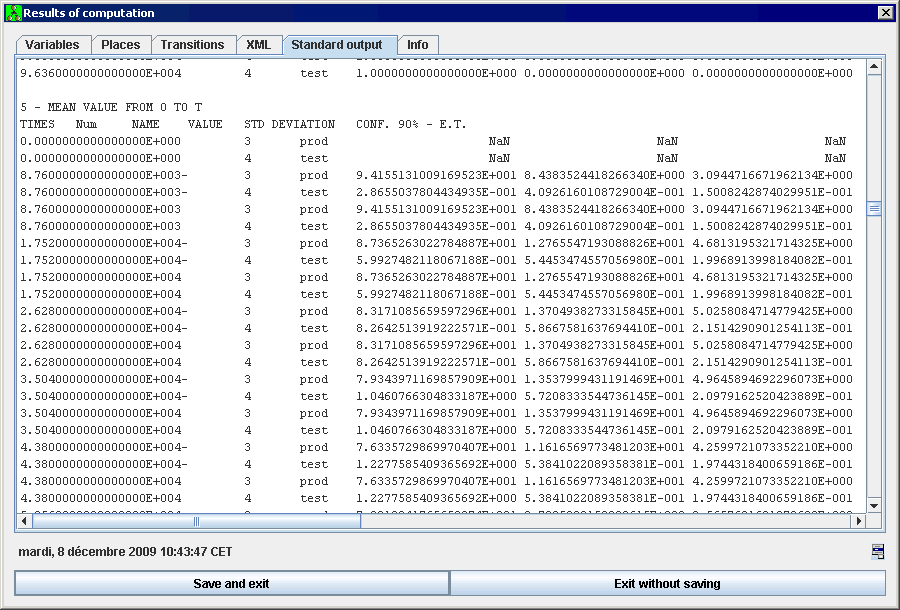 Results of computation
Variables Places Transitions XML Standard output Info
9.6360000000000000E+004 4 test 1.0000000000000000E+000 0.0000000000000000E+000 0.0000000000000000E+000
5 - MEAN VALUE FROM 0 TO T
TIMES Num NAME VALUE STD DEVIATION CONF. 90% - E.T.
0.0000000000000000E+000 3 prod NaN NaN NaN
0.0000000000000000E+000 4 test NaN NaN NaN
8.7600000000000000E+003- 3 prod 9.4155131009169523E+001 8.4383524418266340E+000 3.0944716671962134E+000
8.7600000000000000E+003- 4 test 2.8655037804434935E-001 4.0926160108729004E-001 1.5008242874029951E-001
8.7600000000000000E+003 3 prod 9.4155131009169523E+001 8.4383524418266340E+000 3.0944716671962134E+000
8.7600000000000000E+003 4 test 2.8655037804434935E-001 4.0926160108729004E-001 1.5008242874029951E-001
1.7520000000000000E+004- 3 prod 8.7365263022784887E+001 1.2765547193088826E+001 4.6813195321714325E+000
1.7520000000000000E+004- 4 test 5.9927482118067188E-001 5.4453474557056980E-001 1.9968913998184082E-001
1.7520000000000000E+004 3 prod 8.7365263022784887E+001 1.2765547193088826E+001 4.6813195321714325E+000
1.7520000000000000E+004 4 test 5.9927482118067188E-001 5.4453474557056980E-001 1.9968913998184082E-001
2.6280000000000000E+004- 3 prod 8.3171085659597296E+001 1.3704938273315845E+001 5.0258084714779425E+000
2.6280000000000000E+004- 4 test 8.2642513919222571E-001 5.8667581637694410E-001 2.1514290901254113E-001
2.6280000000000000E+004 3 prod 8.3171085659597296E+001 1.3704938273315845E+001 5.0258084714779425E+000
2.6280000000000000E+004 4 test 8.2642513919222571E-001 5.8667581637694410E-001 2.1514290901254113E-001
3.5040000000000000E+004- 3 prod 7.9343971169857909E+001 1.3537999431191469E+001 4.9645894692296073E+000
3.5040000000000000E+004- 4 test 1.0460766304833187E+000 5.7208333544736145E-001 2.0979162520423889E-001
3.5040000000000000E+004 3 prod 7.9343971169857909E+001 1.3537999431191469E+001 4.9645894692296073E+000
3.5040000000000000E+004 4 test 1.0460766304833187E+000 5.7208333544736145E-001 2.0979162520423889E-001
4.3800000000000000E+004- 3 prod 7.6335729869970407E+001 1.1616569773481203E+001 4.2599721073352210E+000
4.3800000000000000E+004- 4 test 1.2277585409365692E+000 5.3841022089358381E-001 1.9744318400659186E-001
4.3800000000000000E+004 3 prod 7.6335729869970407E+001 1.1616569773481203E+001 4.2599721073352210E+000
4.3800000000000000E+004 4 test 1.2277585409365692E+000 5.3841022089358381E-001 1.9744318400659186E-001
mardi, 8 décembre 2009 10:43:47 CET
Save and exit Exit without saving